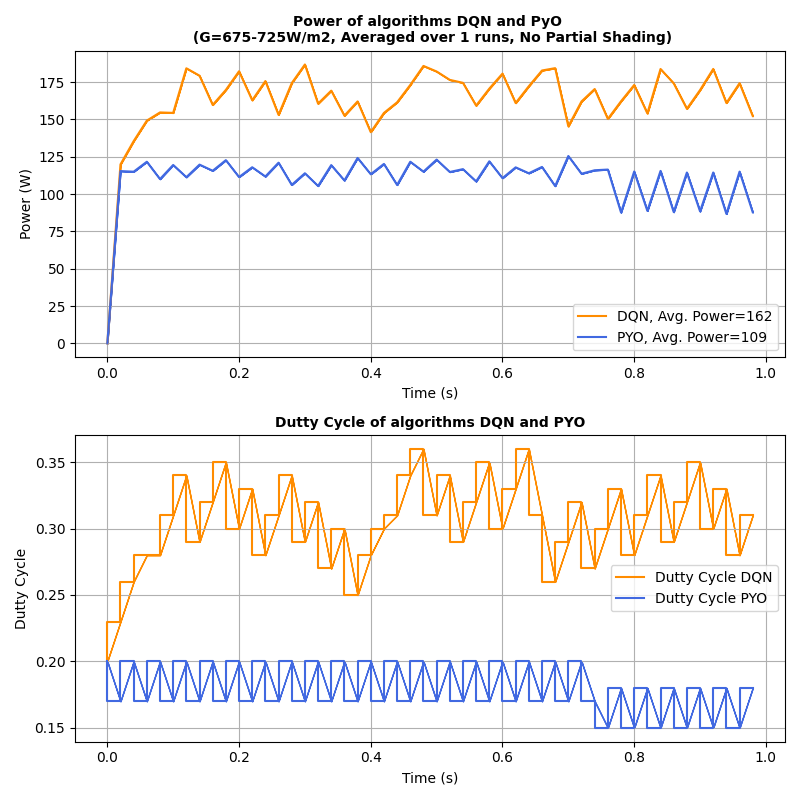 Power of algorithms DQN and PyO
(G=675-725W/m2, Averaged over 1 runs, No Partial Shading)
175
150
125
100
75
50
25
0
Power (W)
DQN, Avg. Power=162
PYO, Avg. Power=109
0.0 0.2 0.4 0.6 0.8 1.0
Time (s)
Dutty Cycle of algorithms DQN and PYO
0.35
0.30
0.25
0.20
0.15
Dutty Cycle
Dutty Cycle DQN
Dutty Cycle PYO
0.0 0.2 0.4 0.6 0.8 1.0
Time (s)